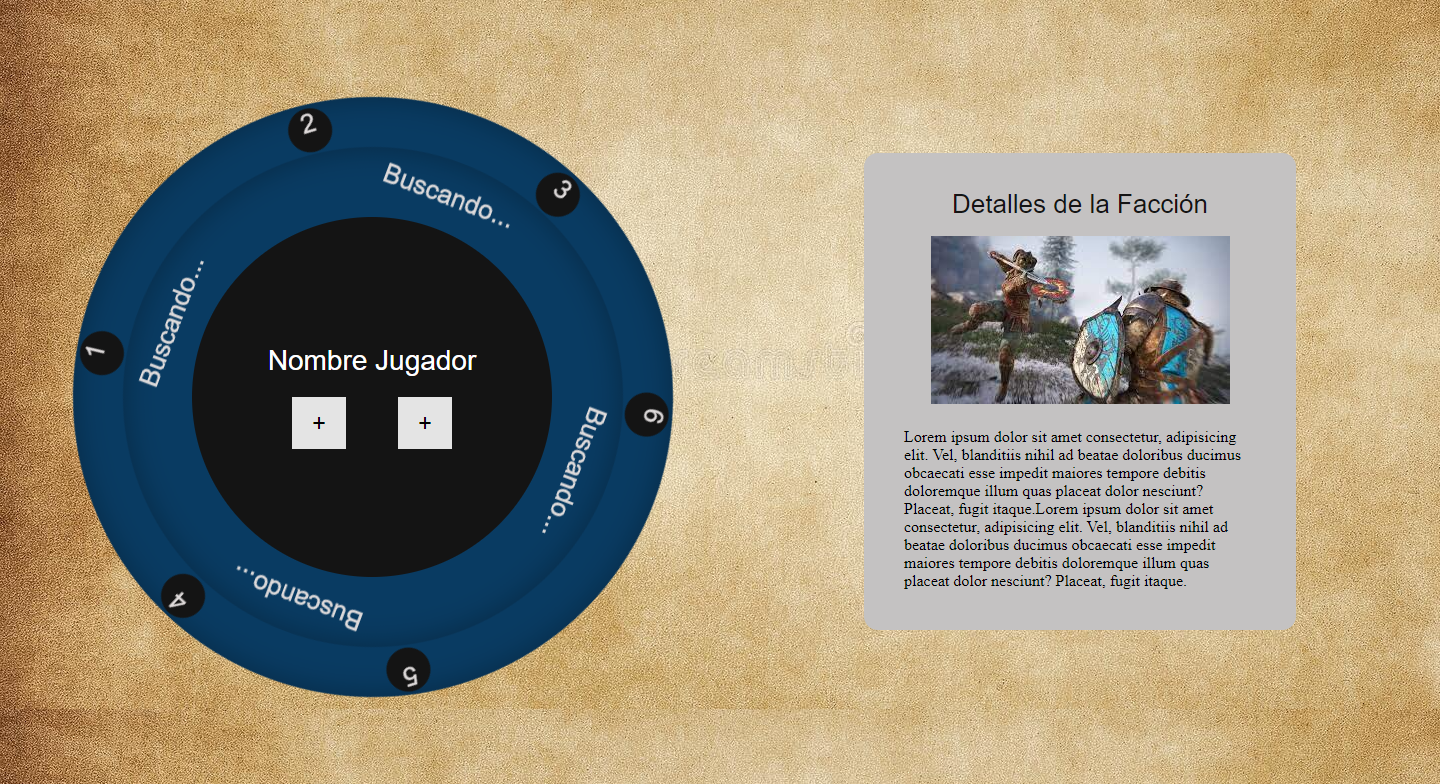 2
3
Buscando...
Buscando...
1
Nombre Jugador
+ +
6
Buscando...
Buscando...
4
5
Detalles de la Facción
Lorem ipsum dolor sit amet consectetur, adipisicing
elit. Vel, blanditiis nihil ad beatae doloribus ducimus
obcaecati esse impedit maiores tempore debitis
doloremque illum quas placeat dolor nesciunt?
Placeat, fugit itaque.Lorem ipsum dolor sit amet
consectetur, adipisicing elit. Vel, blanditiis nihil ad
beatae doloribus ducimus obcaecati esse impedit
maiores tempore debitis doloremque illum quas
placeat dolor nesciunt? Placeat, fugit itaque.